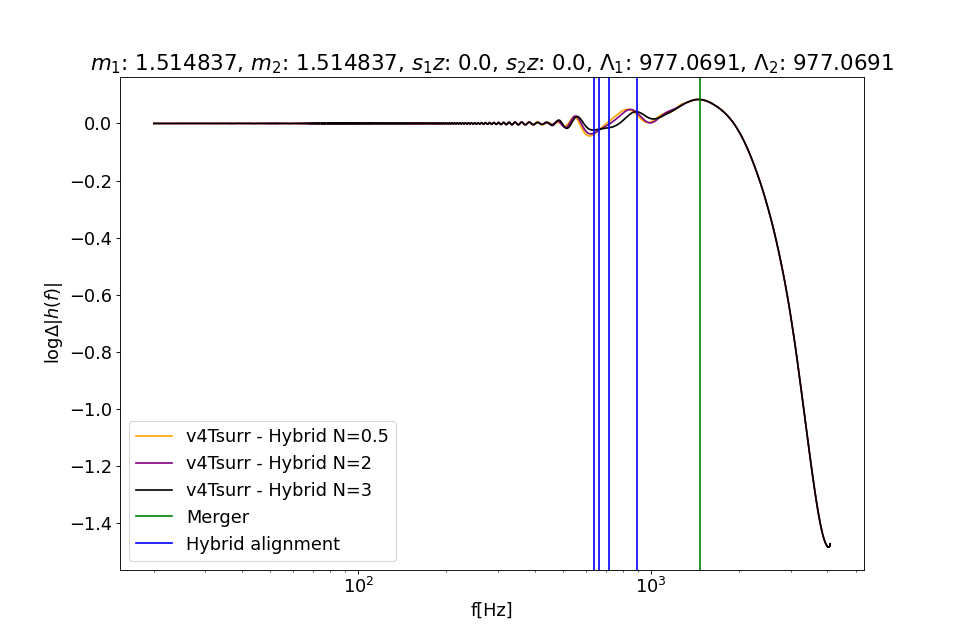 m₁: 1.514837, m₂: 1.514837, s₁z: 0.0, s₂z: 0.0, Λ₁: 977.0691, Λ₂: 977.0691
0.0
−0.2
−0.4
−0.6
−0.8
−1.0
−1.2
−1.4
logΔ|h(f)|
v4Tsurr - Hybrid N=0.5
v4Tsurr - Hybrid N=2
v4Tsurr - Hybrid N=3
Merger
Hybrid alignment
10² 10³
f[Hz]